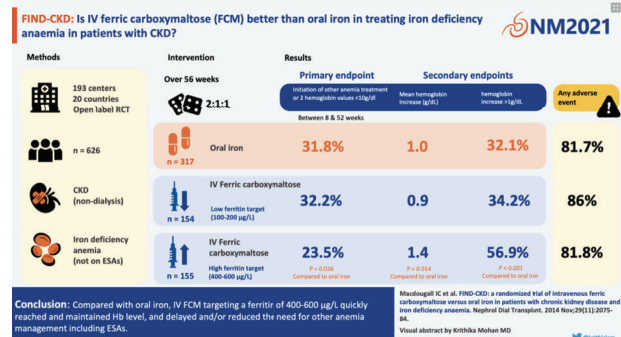 FIND-CKD: Is IV ferric carboxymaltose (FCM) better than oral iron in treating iron deficiency
anaemia in patients with CKD?
NM2021
Methods
Intervention
Results
193 centers
20 countries
Open label RCT
Over 56 weeks
2:1:1
Primary endpoint
Secondary endpoints
Initiation of other anemia treatment
or 2 hemoglobin values <10g/dl
Mean hemoglobin
Increase (g/dL)
hemoglobin
increase >1g/dL
Any adverse
event
Between 8 & 52 weeks
n = 626
n = 317
Oral iron
31.8%
1.0
32.1%
81.7%
CKD
(non-dialysis)
IV Ferric carboxymaltose
n = 154
Low ferritin target
(100-200 µg/L)
32.2%
0.9
34.2%
86%
Iron deficiency
anemia
(not on ESAs)
n = 155
IV Ferric
carboxymaltose
High ferritin target
(400-600 µg/L)
23.5%
P = 0.026
Compared to oral iron
1.4
P = 0.014
Compared to oral iron
56.9%
P < 0.001
Compared to oral iron
81.8%
Conclusion: Compared with oral iron, IV FCM targeting a ferritir of 400-600 µg/L quickly
reached and maintained Hb level, and delayed and/or reduced the need for other anemia
management including ESAs.
Macdougall IC et al. FIND-CKD: a randomized trial of intravenous ferric
carboxymaltose versus oral iron in patients with chronic kidney disease and
iron deficiency anaemia. Nephrol Dial Transplant. 2014 Nov;29(11):2075-
84.
Visual abstract by Krithika Mohan MD